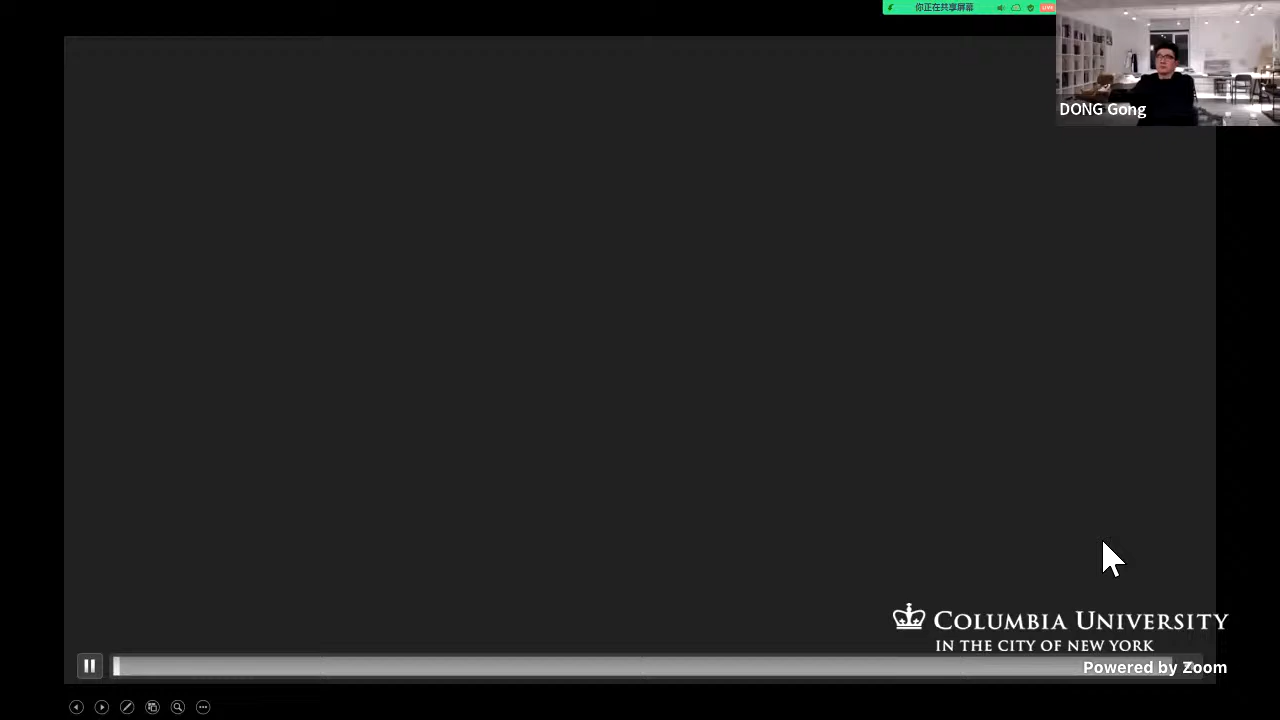 你正在共享屏幕
LIVE
DONG Gong
COLUMBIA UNIVERSITY
IN THE CITY OF NEW YORK
Powered by Zoom